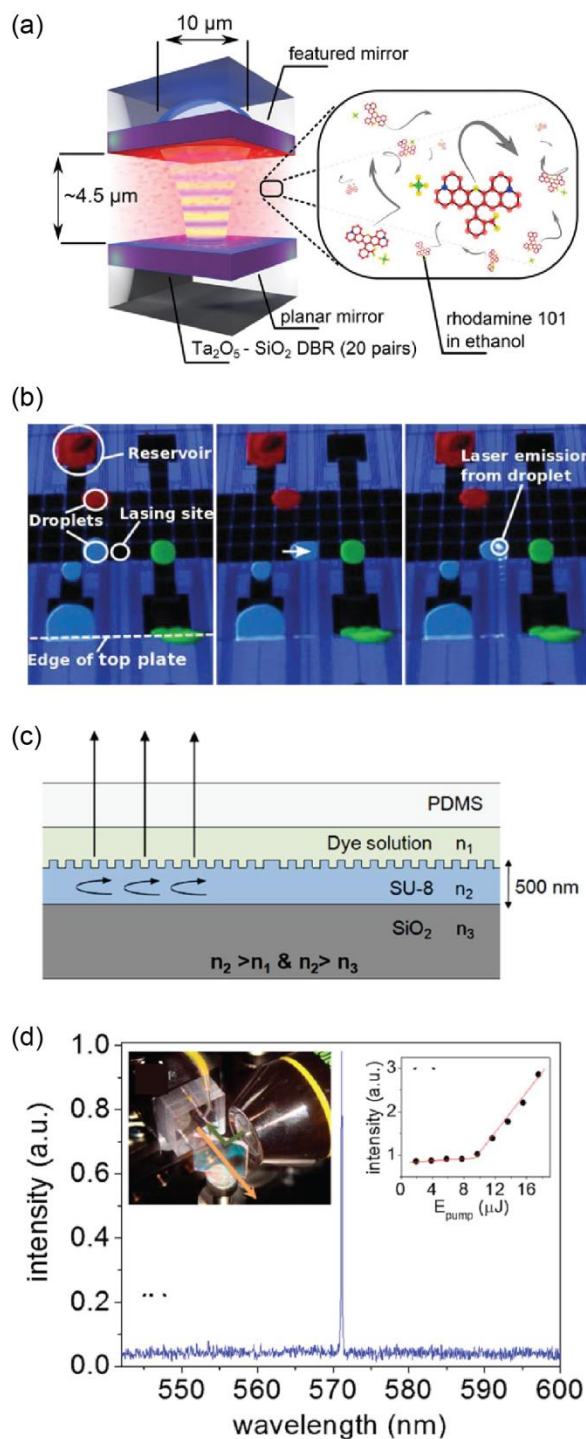 (a)
10 μm
featured mirror
~4.5 μm
planar mirror
Ta₂O₅ - SiO₂ DBR (20 pairs)
rhodamine 101
in ethanol
(b)
Reservoir
Droplets
Lasing site
Edge of top plate
Laser emission
from droplet
(c)
PDMS
Dye solution n₁
SU-8 n₂
SiO₂ n₃
500 nm
n₂ >n₁ & n₂> n₃
(d)
intensity (a.u.)
1.0
0.8
0.6
0.4
0.2
0.0
550
560
570
580
590
600
wavelength (nm)
intensity (a.u.)
3
2
1
0
4
8
12
16
E_pump (μJ)